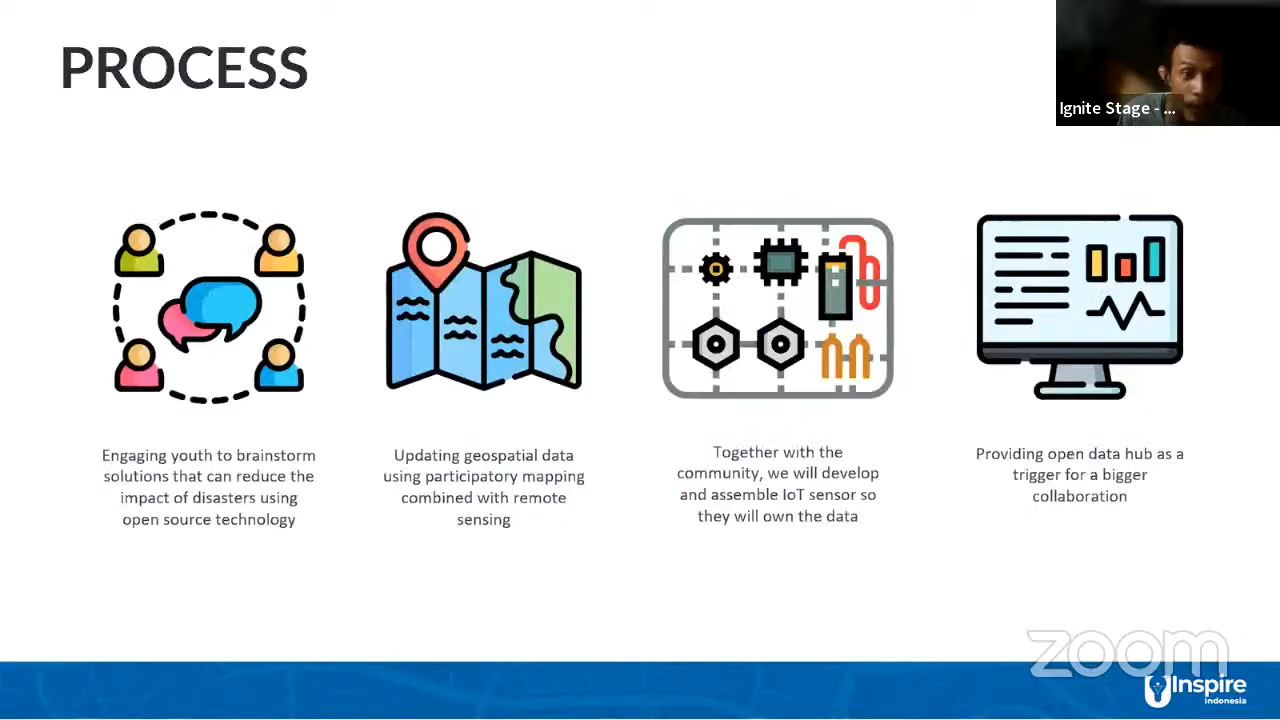 PROCESS
Ignite Stage - ...
Engaging youth to brainstorm
solutions that can reduce the
impact of disasters using
open source technology
Updating geospatial data
using participatory mapping
combined with remote
sensing
Together with the
community, we will develop
and assemble IoT sensor so
they will own the data
Providing open data hub as a
trigger for a bigger
collaboration
zoom
Inspire
indonesia